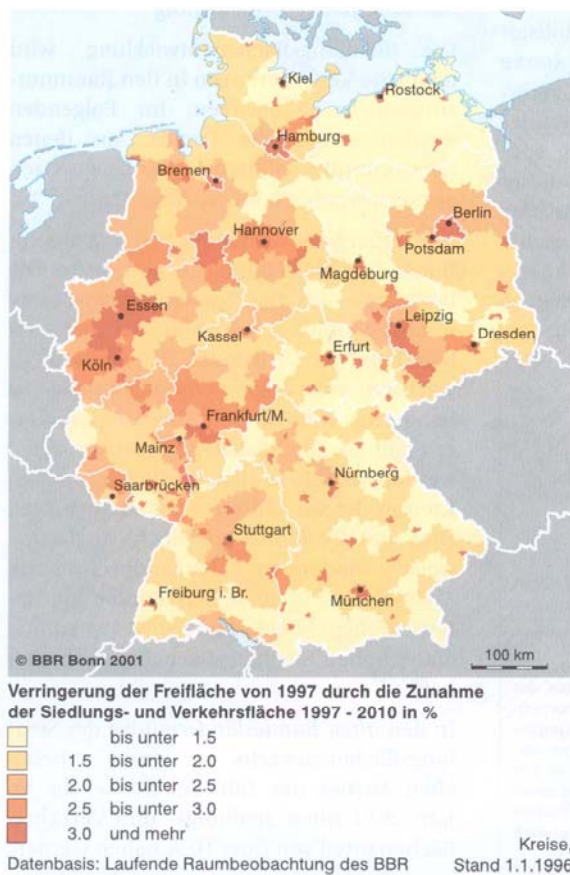 Kiel
Rostock
Hamburg
Bremen
Berlin
Hannover
Potsdam
Magdeburg
Essen
Leipzig
Kassel
Dresden
Köln
Erfurt
Frankfurt/M.
Mainz
Nürnberg
Saarbrücken
Stuttgart
Freiburg i. Br.
München
© BBR Bonn 2001
100 km
Verringerung der Freifläche von 1997 durch die Zunahme
der Siedlungs- und Verkehrsfläche 1997 - 2010 in %
bis unter 1.5
1.5 bis unter 2.0
2.0 bis unter 2.5
2.5 bis unter 3.0
3.0 und mehr
Kreise,
Datenbasis: Laufende Raumbeobachtung des BBR Stand 1.1.1996